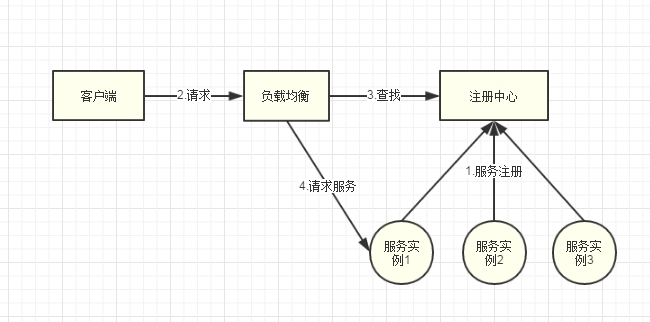 客户端
2.请求
负载均衡
3.查找
注册中心
1.服务注册
4.请求服务
服务实
例1
服务实
例2
服务实
例3